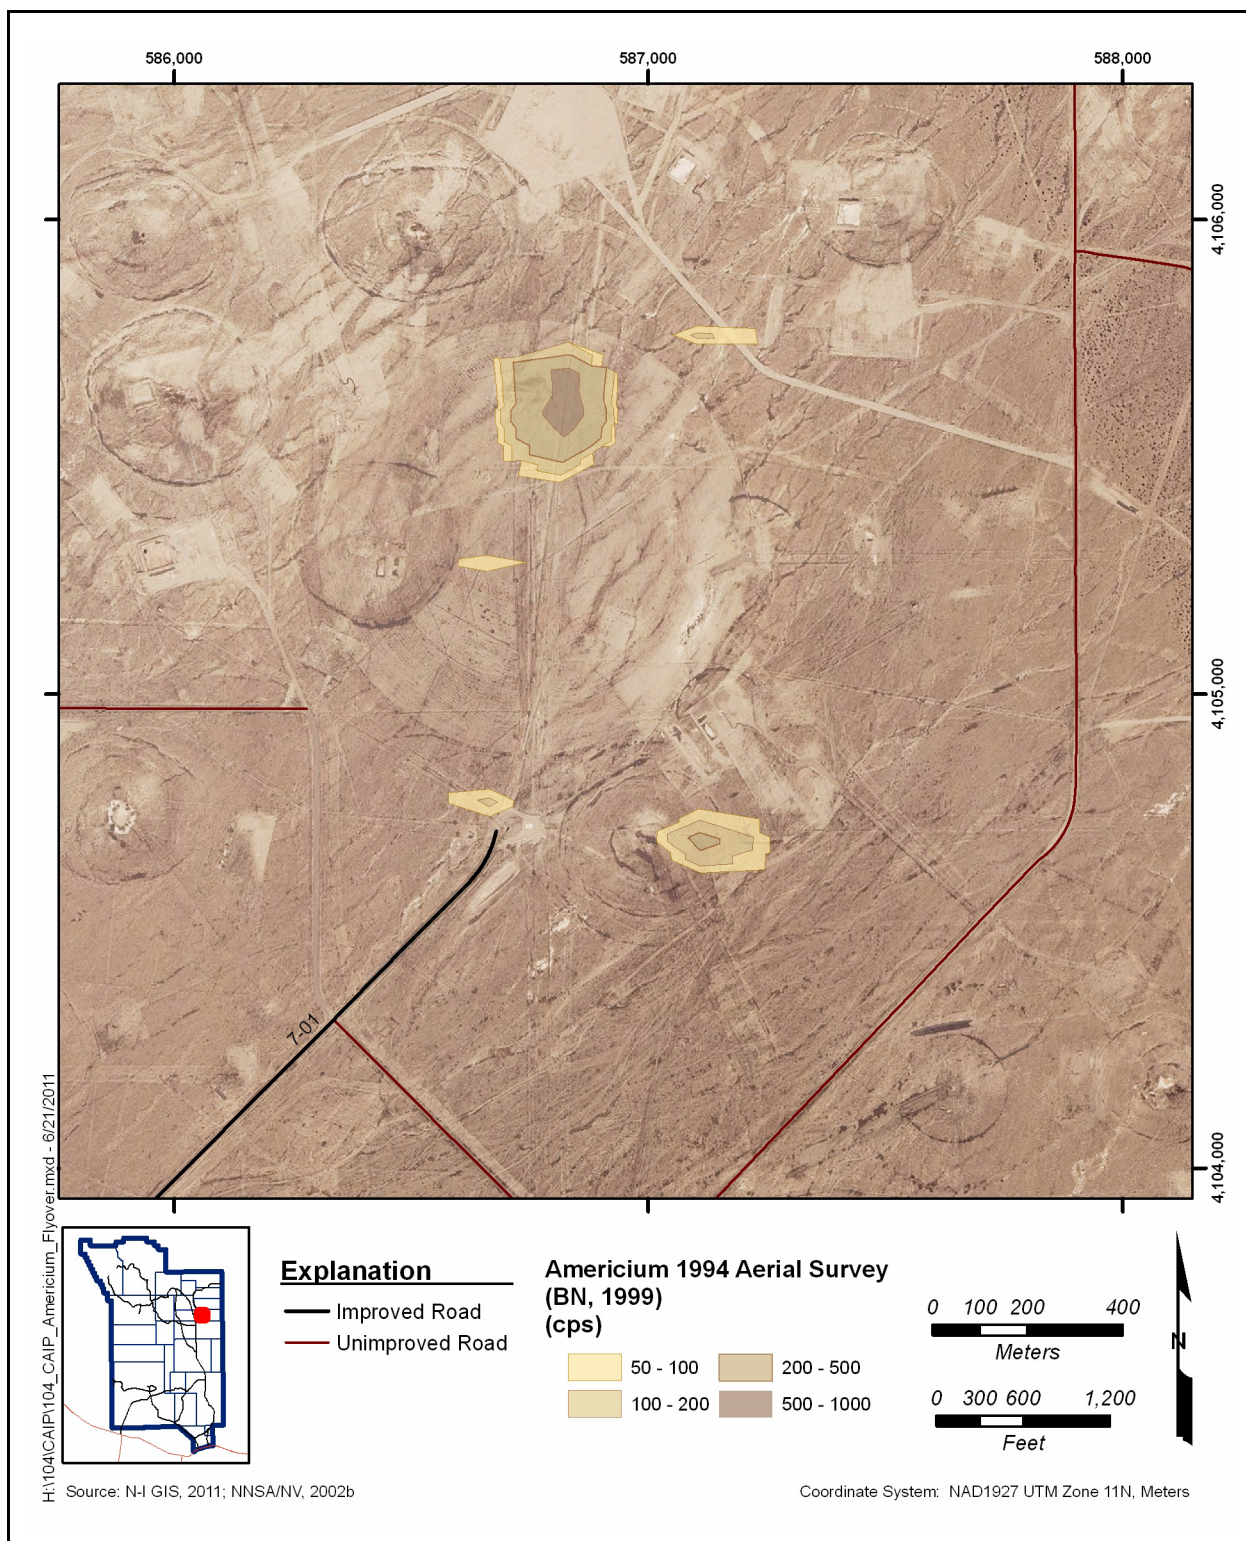 586,000
587,000
588,000
4,106,000
4,105,000
4,104,000
7-01
H:\104\CAIP\104_CAIP_Americium_Flyover.mxd - 6/21/2011
Explanation
Improved Road
Unimproved Road
Americium 1994 Aerial Survey
(BN, 1999)
(cps)
50 - 100
200 - 500
100 - 200
500 - 1000
0 100 200 400
Meters
0 300 600 1,200
Feet
N
Source: N-I GIS, 2011; NNSA/NV, 2002b
Coordinate System: NAD1927 UTM Zone 11N, Meters